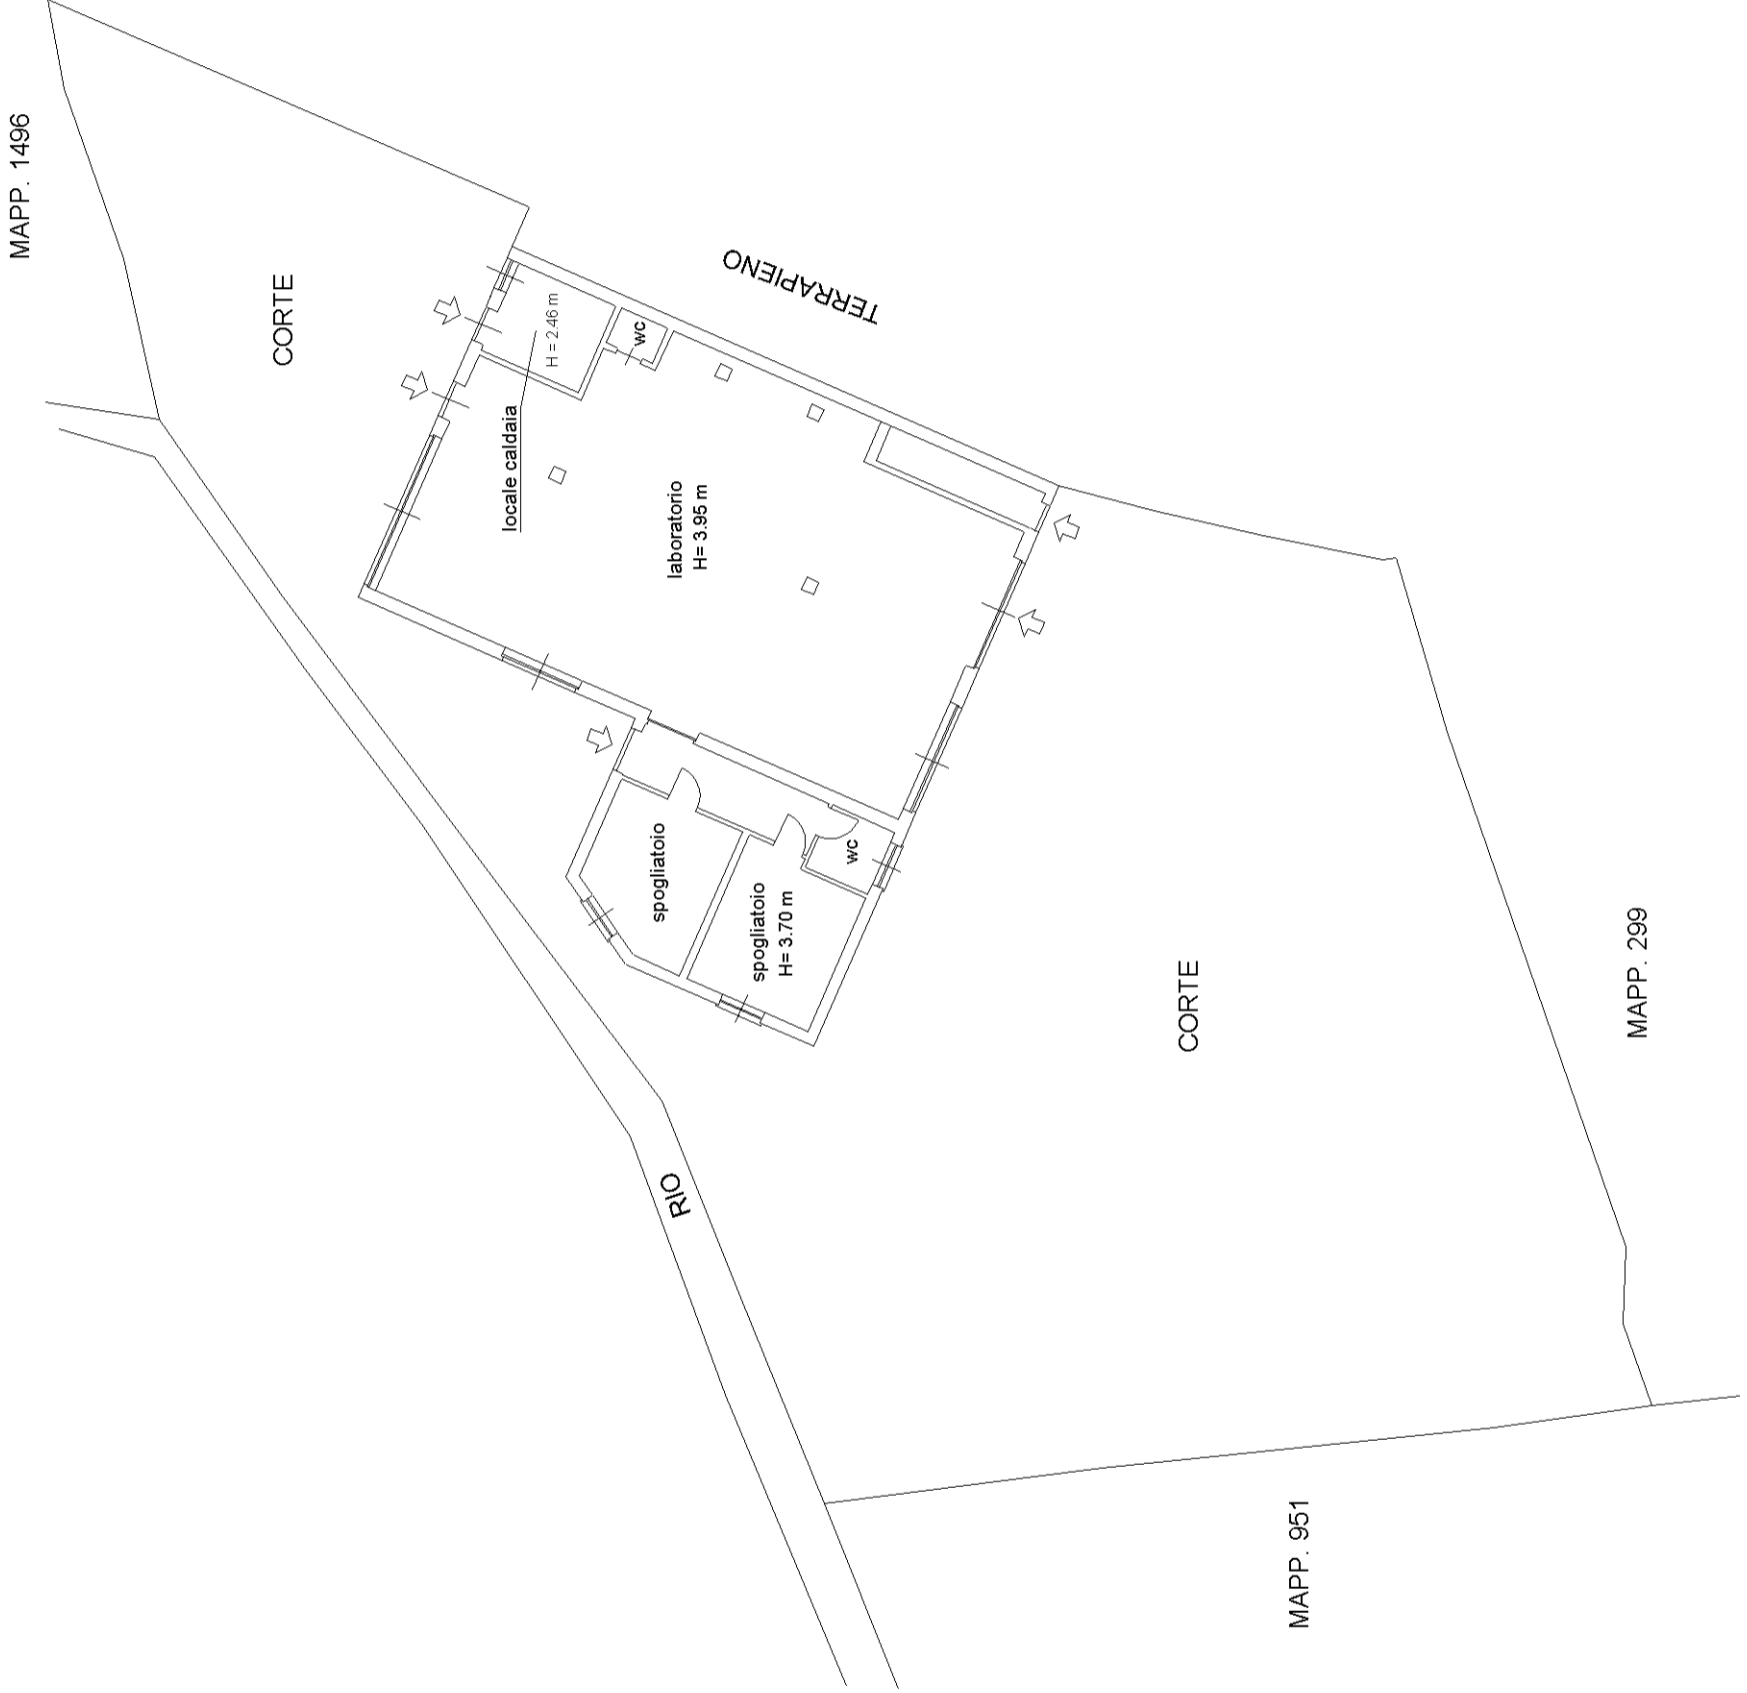 MAPP. 1496
CORTE
TERRAPIENO
H = 2.46 m
wc
locale caldaia
laboratorio
H= 3.95 m
spogliatoio
spogliatoio
H= 3.70 m
wc
CORTE
MAPP. 299
RIO
MAPP. 951